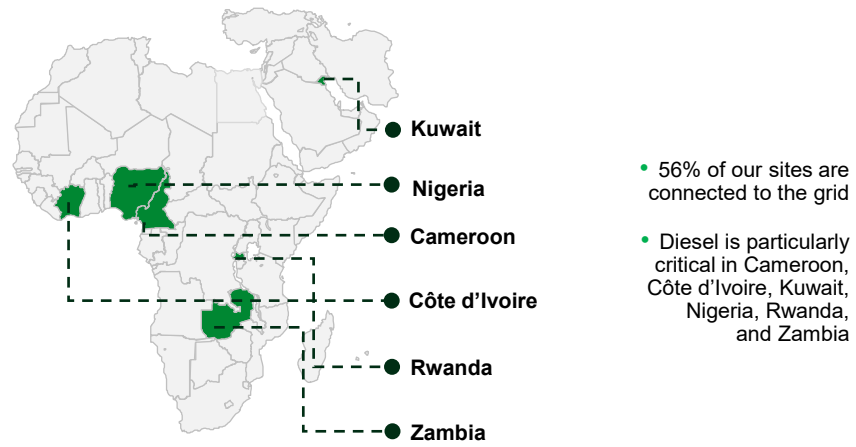 Kuwait
Nigeria
Cameroon
Côte d’Ivoire
Rwanda
Zambia
• 56% of our sites are
connected to the grid
• Diesel is particularly
critical in Cameroon,
Côte d’Ivoire, Kuwait,
Nigeria, Rwanda,
and Zambia